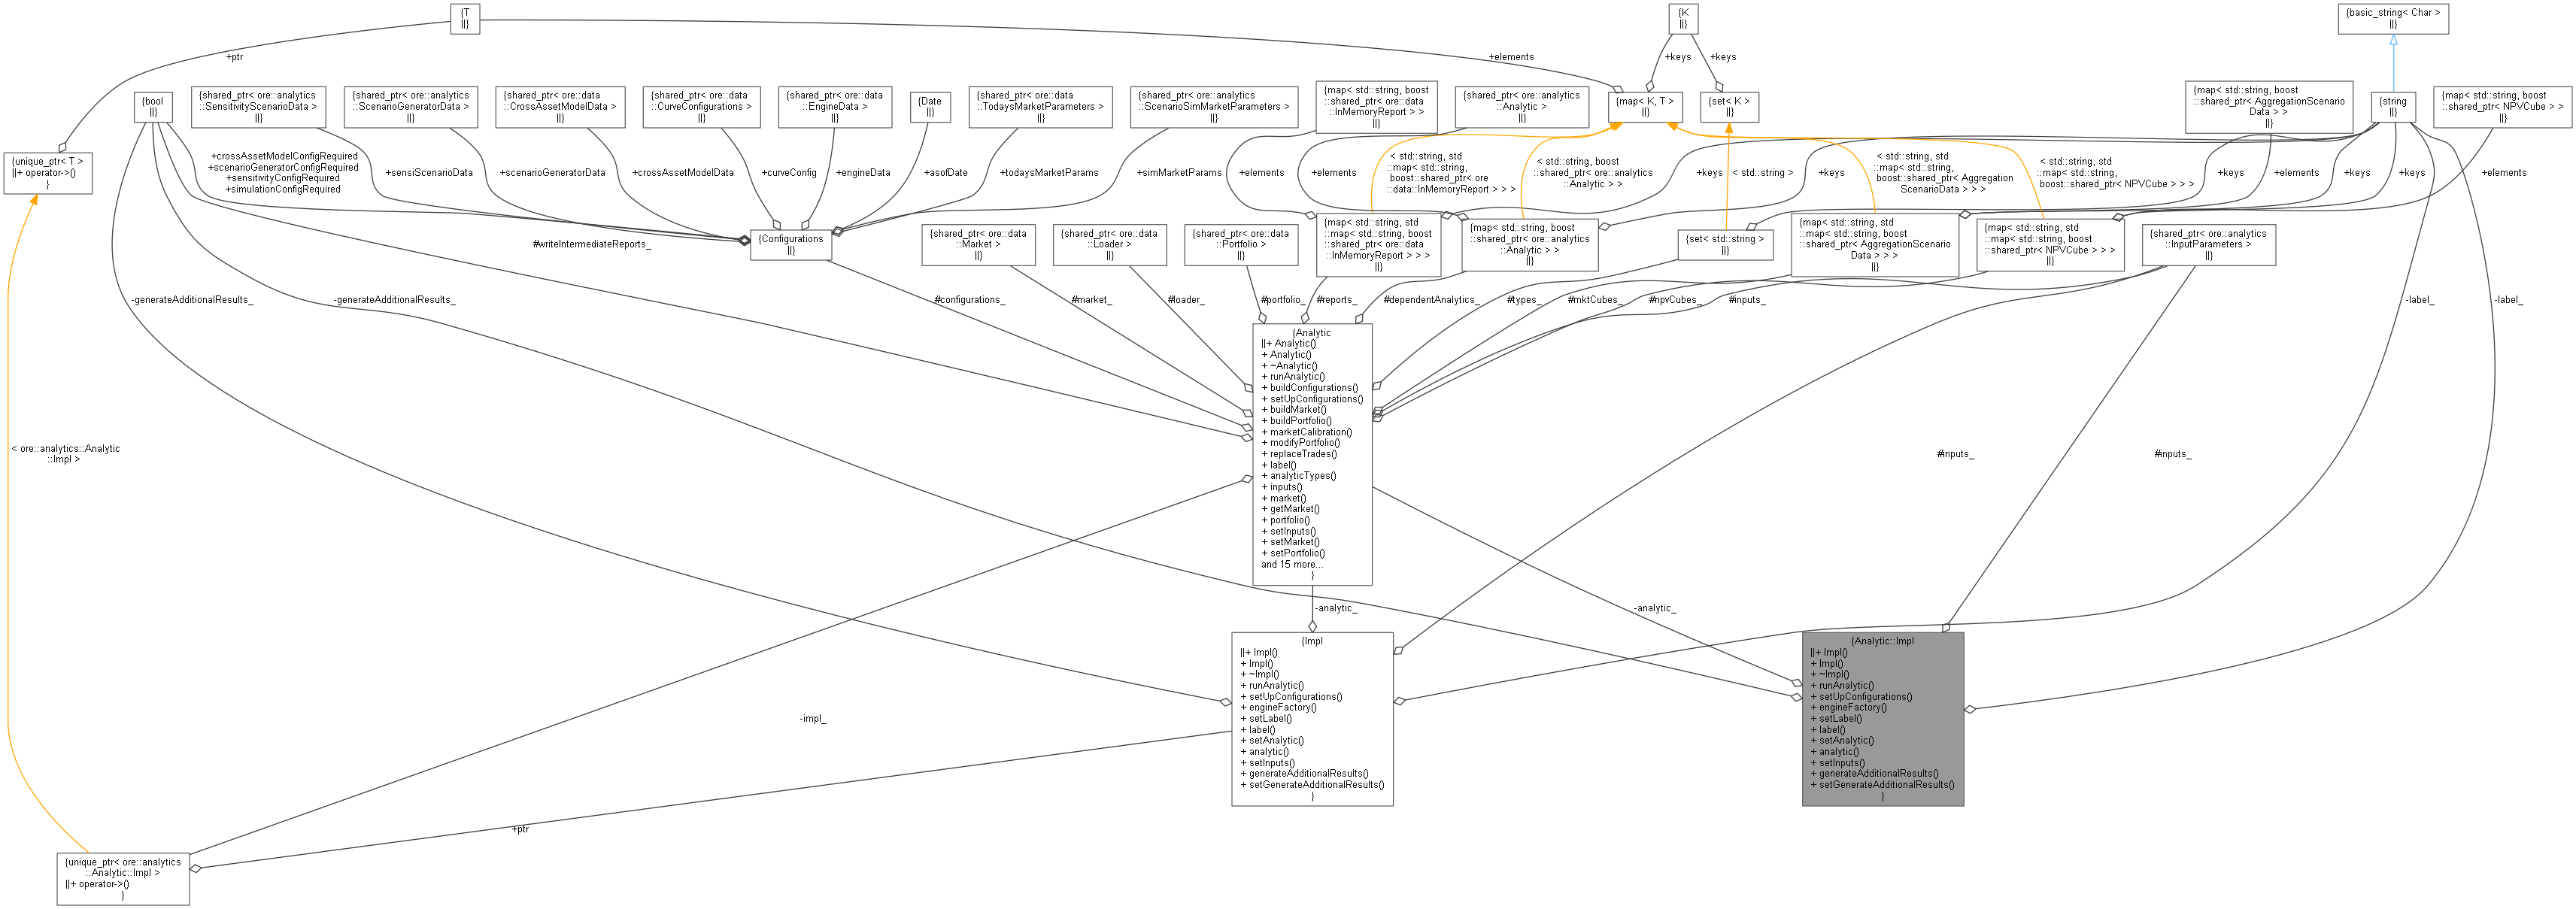 {T
||}
{K
||}
{basic_string< Char >
||}
+ptr
+elements
+keys
+keys
{bool
||}
{shared_ptr< ore::analytics
::SensitivityScenarioData >
||}
{shared_ptr< ore::analytics
::ScenarioGeneratorData >
||}
{shared_ptr< ore::data
::CrossAssetModelData >
||}
{shared_ptr< ore::data
::CurveConfigurations >
||}
{shared_ptr< ore::data
::EngineData >
||}
{Date
||}
{shared_ptr< ore::data
::TodaysMarketParameters >
||}
{shared_ptr< ore::analytics
::ScenarioSimMarketParameters >
||}
{map< std::string, boost
::shared_ptr< ore::data
::InMemoryReport > >
||}
{shared_ptr< ore::analytics
::Analytic >
||}
{map< K, T >
||}
{set< K >
||}
{map< std::string, boost
::shared_ptr< AggregationScenario
Data > >
||}
{string
||}
{map< std::string, boost
::shared_ptr< NPVCube > >
||}
{unique_ptr< T >
||+ operator->()
}
+crossAssetModelConfigRequired
+scenarioGeneratorConfigRequired
+sensitivityConfigRequired
+simulationConfigRequired
+sensiScenarioData
+scenarioGeneratorData
+crossAssetModelData
+curveConfig
+engineData
+asofDate
+todaysMarketParams
+simMarketParams
+elements
+elements
< std::string, std
::map< std::string,
boost::shared_ptr< ore
::data::InMemoryReport > > >
< std::string, boost
::shared_ptr< ore::analytics
::Analytic > >
+keys
< std::string >
+keys
< std::string, std
::map< std::string,
boost::shared_ptr< Aggregation
ScenarioData > > >
< std::string, std
::map< std::string,
boost::shared_ptr< NPVCube > > >
+keys
+elements
+keys
+keys
+elements
#writeIntermediateReports_
{Configurations
||}
{shared_ptr< ore::data
::Market >
||}
{shared_ptr< ore::data
::Loader >
||}
{shared_ptr< ore::data
::Portfolio >
||}
{map< std::string, std
::map< std::string, boost
::shared_ptr< ore::data
::InMemoryReport > > >
||}
{map< std::string, boost
::shared_ptr< ore::analytics
::Analytic > >
||}
{set< std::string >
||}
{map< std::string, std
::map< std::string, boost
::shared_ptr< AggregationScenario
Data > > >
||}
{map< std::string, std
::map< std::string, boost
::shared_ptr< NPVCube > > >
||}
{shared_ptr< ore::analytics
::InputParameters >
||}
-generateAdditionalResults_
-generateAdditionalResults_
#configurations_
#market_
#loader_
#portfolio_
#reports_
#dependentAnalytics_
#types_
#mktCubes_
#npvCubes_
#inputs_
-label_
-label_
{Analytic
||+ Analytic()
+ Analytic()
+ ~Analytic()
+ runAnalytic()
+ buildConfigurations()
+ setUpConfigurations()
+ buildMarket()
+ buildPortfolio()
+ marketCalibration()
+ modifyPortfolio()
+ replaceTrades()
+ label()
+ analyticTypes()
+ inputs()
+ market()
+ getMarket()
+ portfolio()
+ setInputs()
+ setMarket()
+ setPortfolio()
and 15 more...
}
< ore::analytics::Analytic
::Impl >
#inputs_
#inputs_
-analytic_
-analytic_
{Impl
||+ Impl()
+ Impl()
+ ~Impl()
+ runAnalytic()
+ setUpConfigurations()
+ engineFactory()
+ setLabel()
+ label()
+ setAnalytic()
+ analytic()
+ setInputs()
+ generateAdditionalResults()
+ setGenerateAdditionalResults()
}
{Analytic::Impl
||+ Impl()
+ Impl()
+ ~Impl()
+ runAnalytic()
+ setUpConfigurations()
+ engineFactory()
+ setLabel()
+ label()
+ setAnalytic()
+ analytic()
+ setInputs()
+ generateAdditionalResults()
+ setGenerateAdditionalResults()
}
-impl_
+ptr
{unique_ptr< ore::analytics
::Analytic::Impl >
||+ operator->()
}